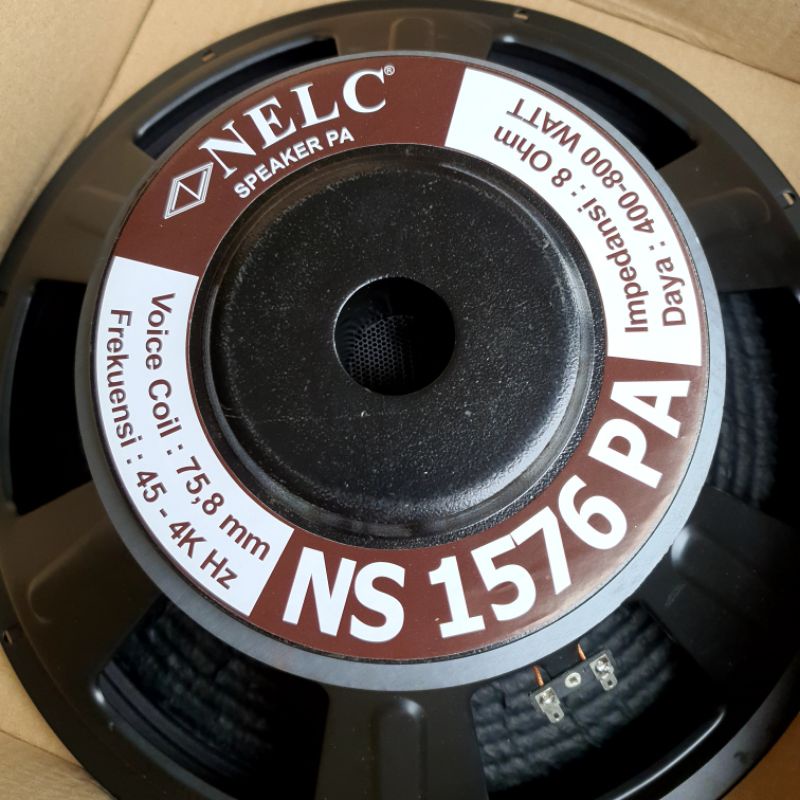 NELC®
SPEAKER PA
Impedansi : 8 Ohm
Daya : 400-800 WATT
Voice Coil : 75,8 mm
Frekuensi : 45 - 4K Hz
NS 1576 PA